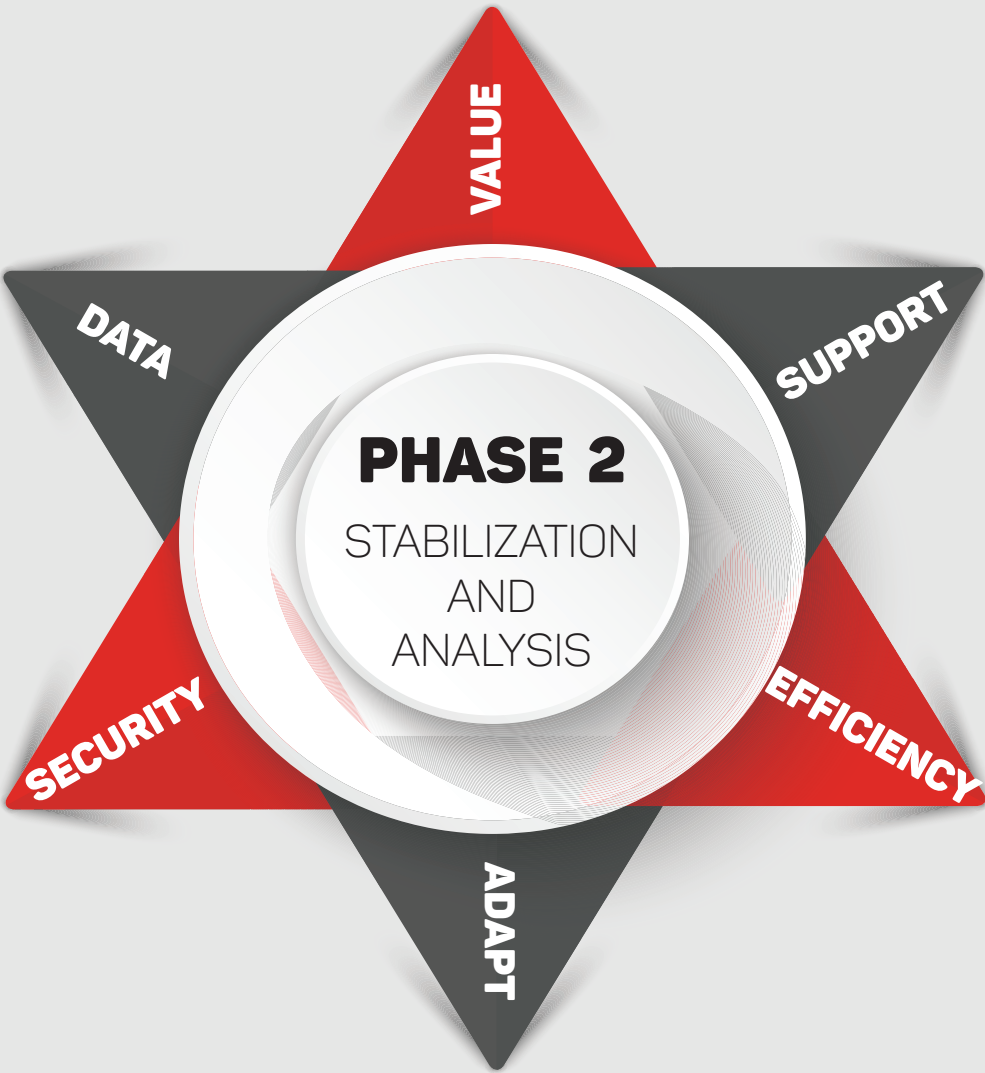 VALUE
DATA
SUPPORT
PHASE 2
STABILIZATION
AND
ANALYSIS
SECURITY
EFFICIENCY
ADAPT